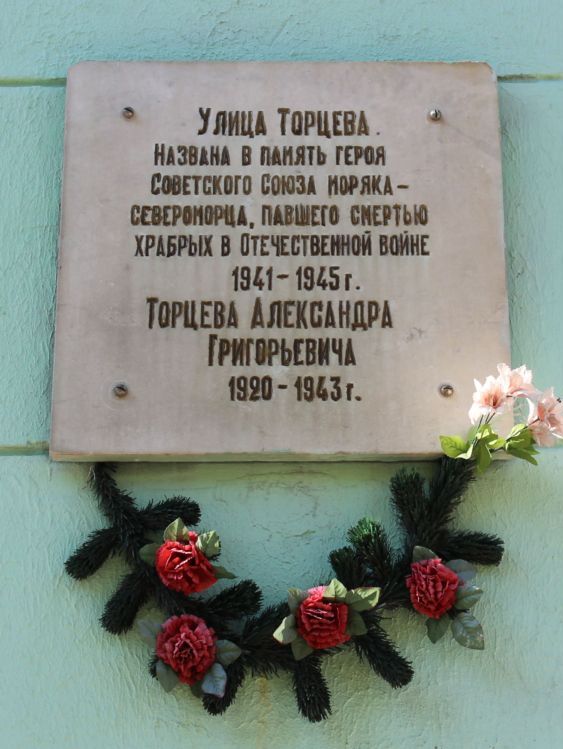 Улица Торцева.
Названа в память героя
Советского Союза моряка-
североморца, павшего смертью
храбрых в Отечественной войне
1941-1945 г.
Торцева Александра
Григорьевича
1920-1943 г.